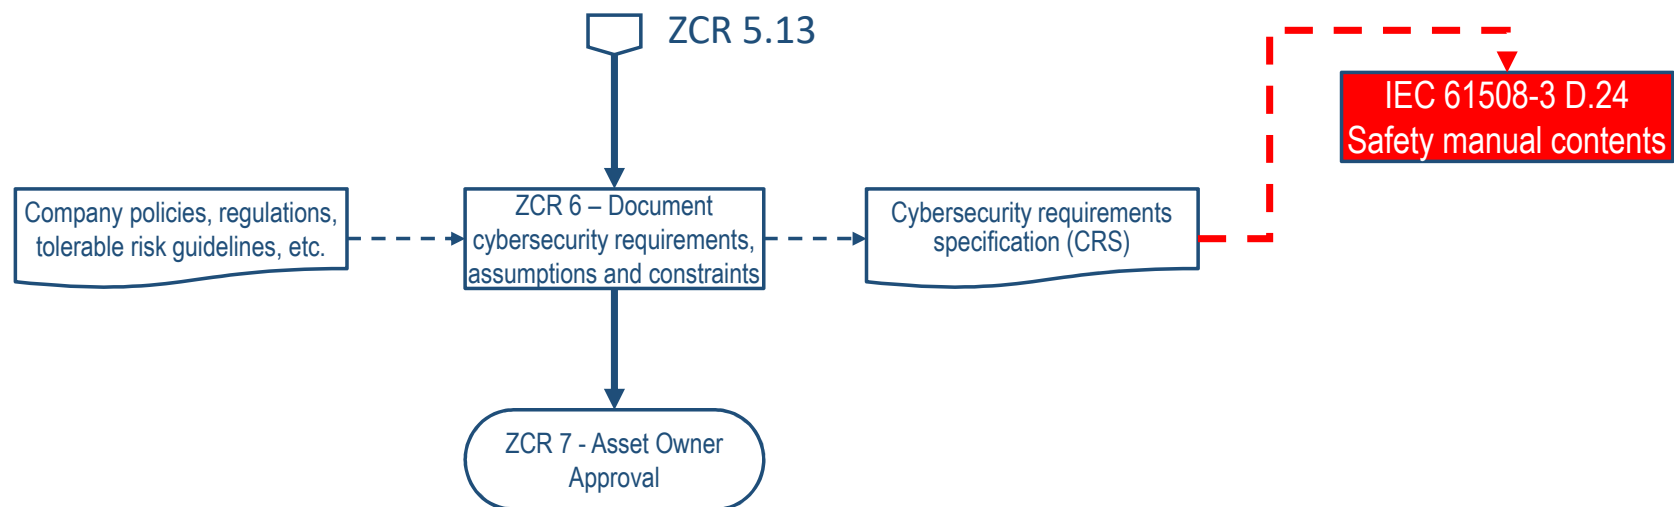 ZCR 5.13
IEC 61508-3 D.24
Safety manual contents
Company policies, regulations,
tolerable risk guidelines, etc.
ZCR 6 – Document
cybersecurity requirements,
assumptions and constraints
Cybersecurity requirements
specification (CRS)
ZCR 7 - Asset Owner
Approval